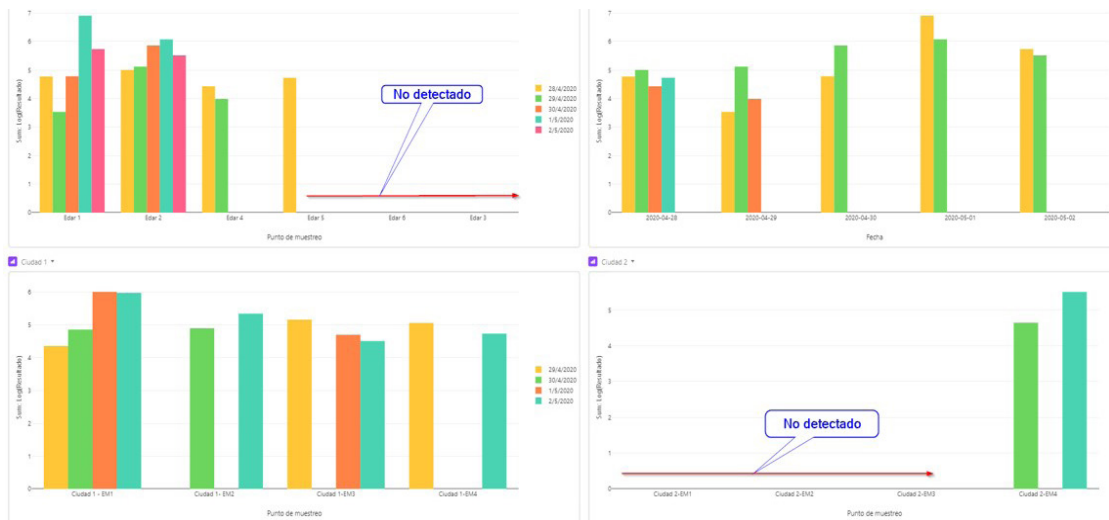 7
6
5
4
3
2
1
0
Sum: Log(Resultado)
Edar 1
Edar 2
Edar 4
Edar 5
Edar 6
Edar 3
Punto de muestreo
No detectado
28/4/2020
29/4/2020
30/4/2020
1/5/2020
2/5/2020
7
6
5
4
3
2
1
0
Sum: Log(Resultado)
2020-04-28
2020-04-29
2020-04-30
2020-05-01
2020-05-02
Fecha
Ciudad 1
6
5
4
3
2
1
0
Sum: Log(Resultado)
Ciudad 1 - EM1
Ciudad 1- EM2
Ciudad 1-EM3
Ciudad 1-EM4
Punto de muestreo
29/4/2020
30/4/2020
1/5/2020
2/5/2020
Ciudad 2
5
4
3
2
1
0
Sum: Log(Resultado)
No detectado
Ciudad 2-EM1
Ciudad 2-EM2
Ciudad 2-EM3
Ciudad 2-EM4
Punto de muestreo